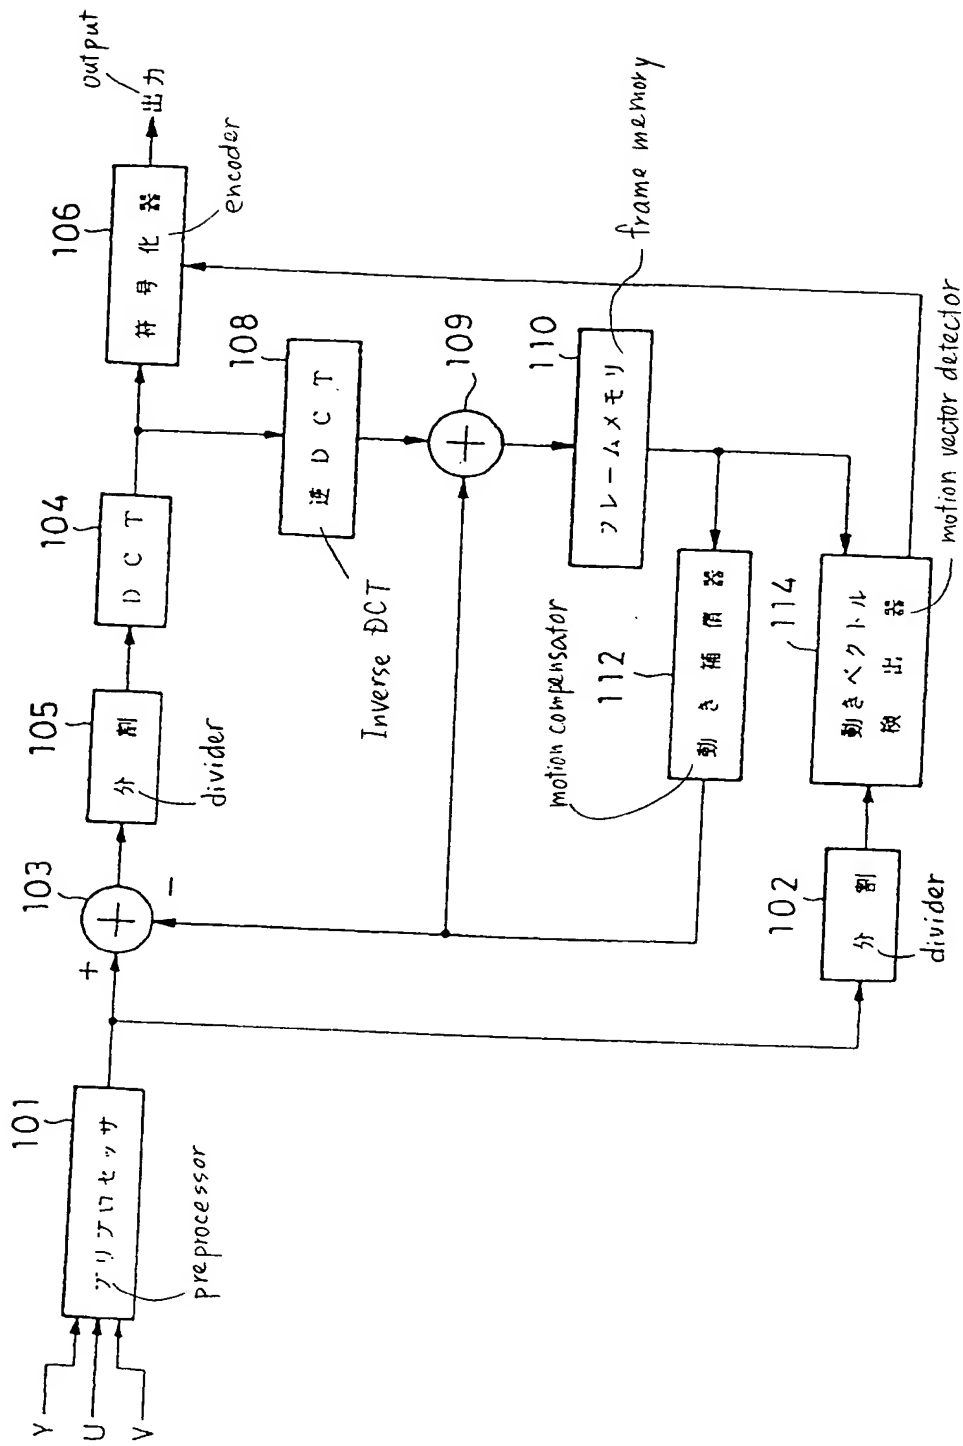 Y
U
V
101
プリプロセッサ
preprocessor
+
103
−
105
分割
divider
104
DCT
106
符号化器
encoder
output
出力
108
逆DCT
Inverse DCT
109
110
フレームメモリ
frame memory
112
動き補償器
motion compensator
102
分割
divider
114
動きベクトル
検出器
motion vector detector